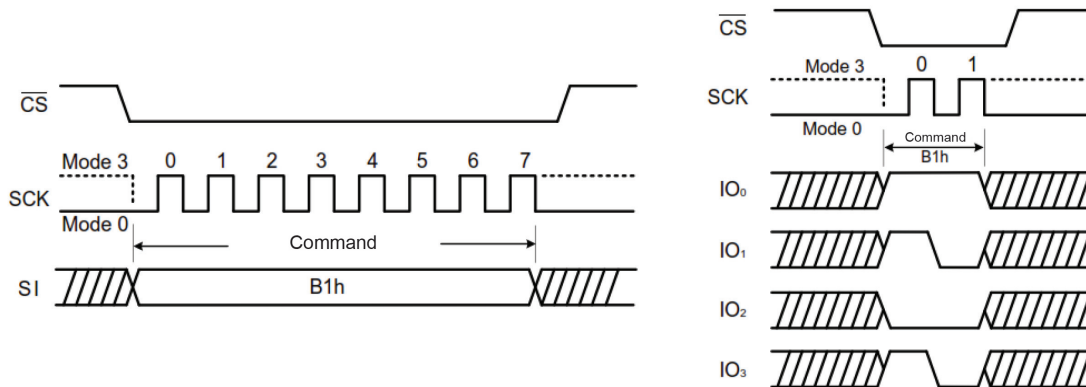 CS
Mode 3
0 1 2 3 4 5 6 7
SCK
Mode 0
Command
SI
B1h
CS
Mode 3
0 1
SCK
Mode 0
Command
B1h
IO₀
IO₁
IO₂
IO₃